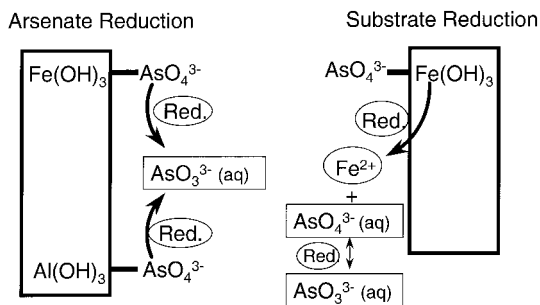 Arsenate Reduction
Fe(OH)₃ AsO₄³⁻
Red.
AsO₃³⁻ (aq)
Red.
Al(OH)₃ AsO₄³⁻
Substrate Reduction
AsO₄³⁻ Fe(OH)₃
Red.
Fe²⁺
+
AsO₄³⁻ (aq)
Red.
AsO₃³⁻ (aq)